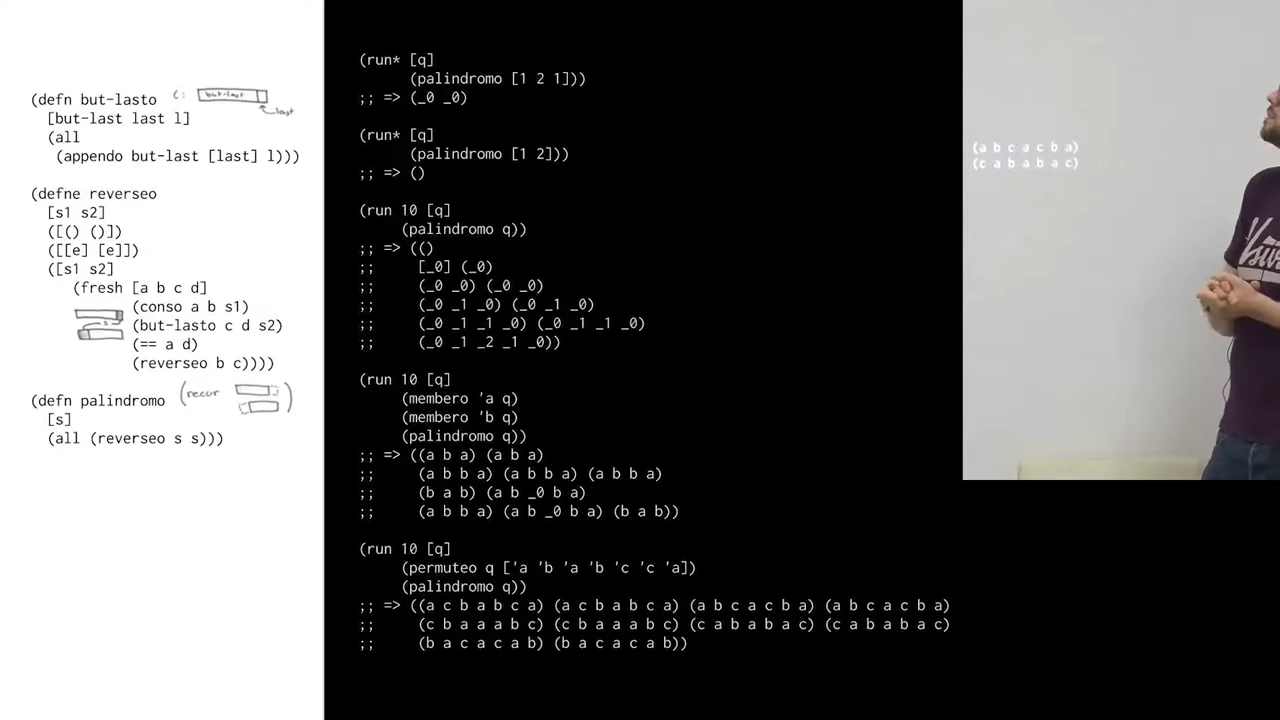 (defn but-lasto
c: but-last
last
[but-last last l]
(all
(appendo but-last [last] l)))
(defne reverseo
[s1 s2]
([() ()])
([[e] [e]])
([s1 s2]
(fresh [a b c d]
(conso a b s1)
(but-lasto c d s2)
(== a d)
(reverseo b c))))
(recur )
(defn palindromo
[s]
(all (reverseo s s)))
(run* [q]
(palindromo [1 2 1]))
;; => (_0 _0)
(run* [q]
(palindromo [1 2]))
;; => ()
(run 10 [q]
(palindromo q))
;; => (()
;; [_0] (_0)
;; (_0 _0) (_0 _0)
;; (_0 _1 _0) (_0 _1 _0)
;; (_0 _1 _1 _0) (_0 _1 _1 _0)
;; (_0 _1 _2 _1 _0))
(run 10 [q]
(membero 'a q)
(membero 'b q)
(palindromo q))
;; => ((a b a) (a b a)
;; (a b b a) (a b b a) (a b b a)
;; (b a b) (a b _0 b a)
;; (a b b a) (a b _0 b a) (b a b))
(run 10 [q]
(permuteo q ['a 'b 'a 'b 'c 'c 'a])
(palindromo q))
;; => ((a c b a b c a) (a c b a b c a) (a b c a c b a) (a b c a c b a)
;; (c b a a a b c) (c b a a a b c) (c a b a b a c) (c a b a b a c)
;; (b a c a c a b) (b a c a c a b))
(a b c a c b a)
(c a b a b a c)